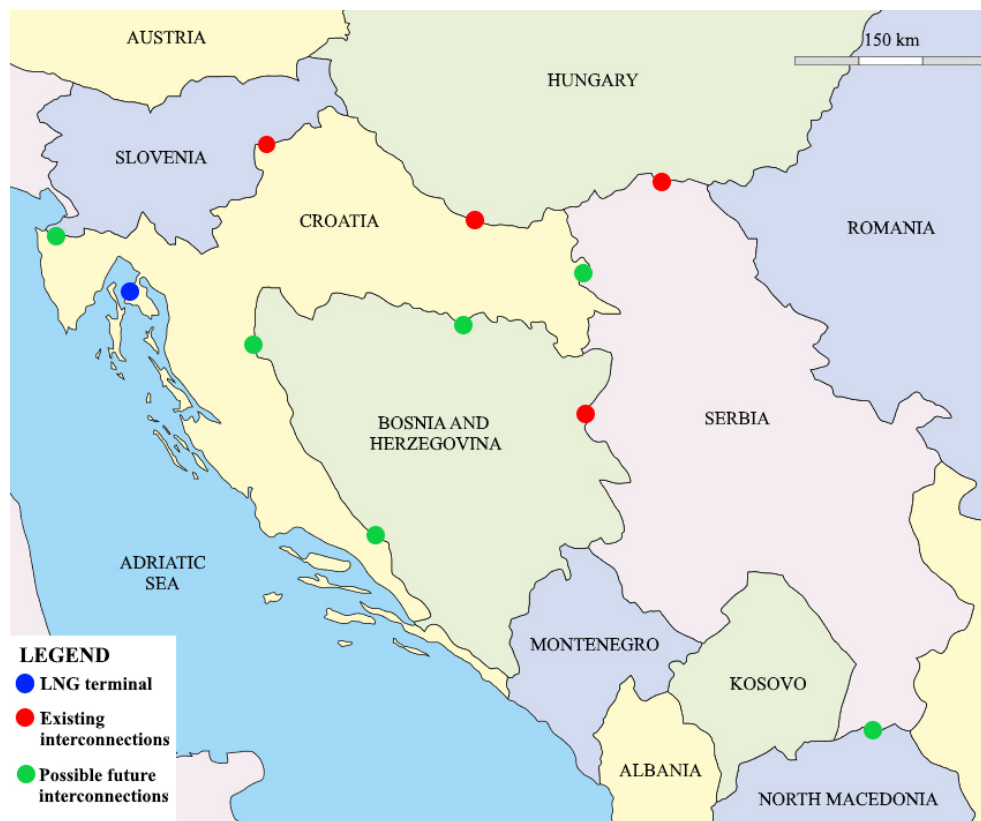 AUSTRIA
150 km
HUNGARY
SLOVENIA
CROATIA
ROMANIA
BOSNIA AND
HERZEGOVINA
SERBIA
ADRIATIC
SEA
MONTENEGRO
KOSOVO
ALBANIA
NORTH MACEDONIA
LEGEND
LNG terminal
Existing
interconnections
Possible future
interconnections